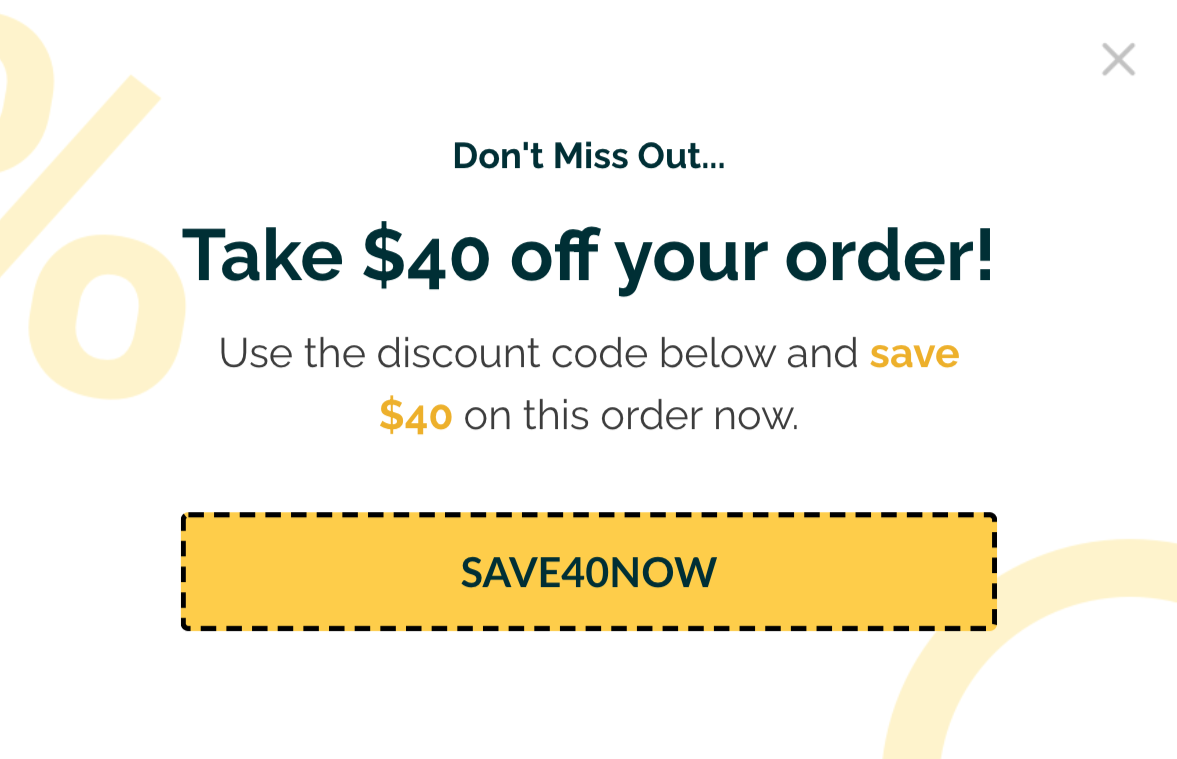 Don't Miss Out...
Take $40 off your order!
Use the discount code below and save
$40 on this order now.
SAVE40NOW